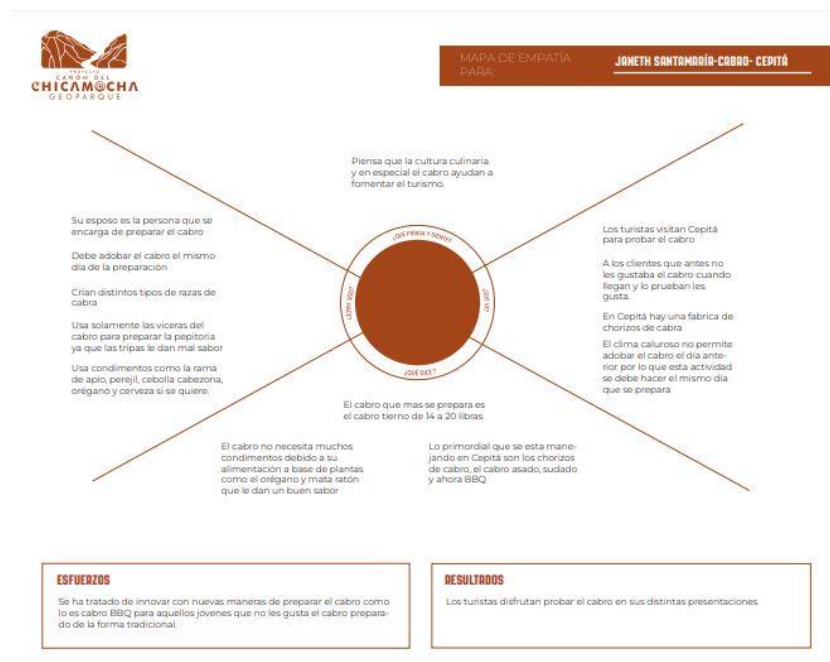 PROYECTO
CAÑÓN DEL
CHICAMOCHA
GEOPARQUE
MAPA DE EMPATÍA
PARA:
JANETH SANTAMARÍA-CABRO- CEPITÁ
Piensa que la cultura culinaria
y en especial el cabro ayudan a
fomentar el turismo.
¿QUÉ PIENSA Y SIENTE?
Su esposo es la persona que se
encarga de preparar el cabro
Debe adobar el cabro el mismo
día de la preparación
Crían distintos tipos de razas de
cabra
Usa solamente las viceras del
cabro para preparar la pepitoria
ya que las tripas le dan mal sabor
Usa condimentos como la rama
de apio, perejil, cebolla cabezona,
orégano y cerveza si se quiere.
¿QUÉ HACE?
¿QUÉ VE?
Los turistas visitan Cepitá
para probar el cabro
A los clientes que antes no
les gustaba el cabro cuando
llegan y lo prueban les
gusta.
En Cepitá hay una fabrica de
chorizos de cabra
El clima caluroso no permite
adobar el cabro el día ante-
rior por lo que esta actividad
se debe hacer el mismo día
que se prepara
¿QUÉ DICE?
El cabro que mas se prepara es
el cabro tierno de 14 a 20 libras
El cabro no necesita muchos
condimentos debido a su
alimentación a base de plantas
como el orégano y mata ratón
que le dan un buen sabor
Lo primordial que se esta mane-
jando en Cepitá son los chorizos
de cabro, el cabro asado, sudado
y ahora BBQ
ESFUERZOS
Se ha tratado de innovar con nuevas maneras de preparar el cabro como
lo es cabro BBQ para aquellos jóvenes que no les gusta el cabro prepara-
do de la forma tradicional.
RESULTADOS
Los turistas disfrutan probar el cabro en sus distintas presentaciones.